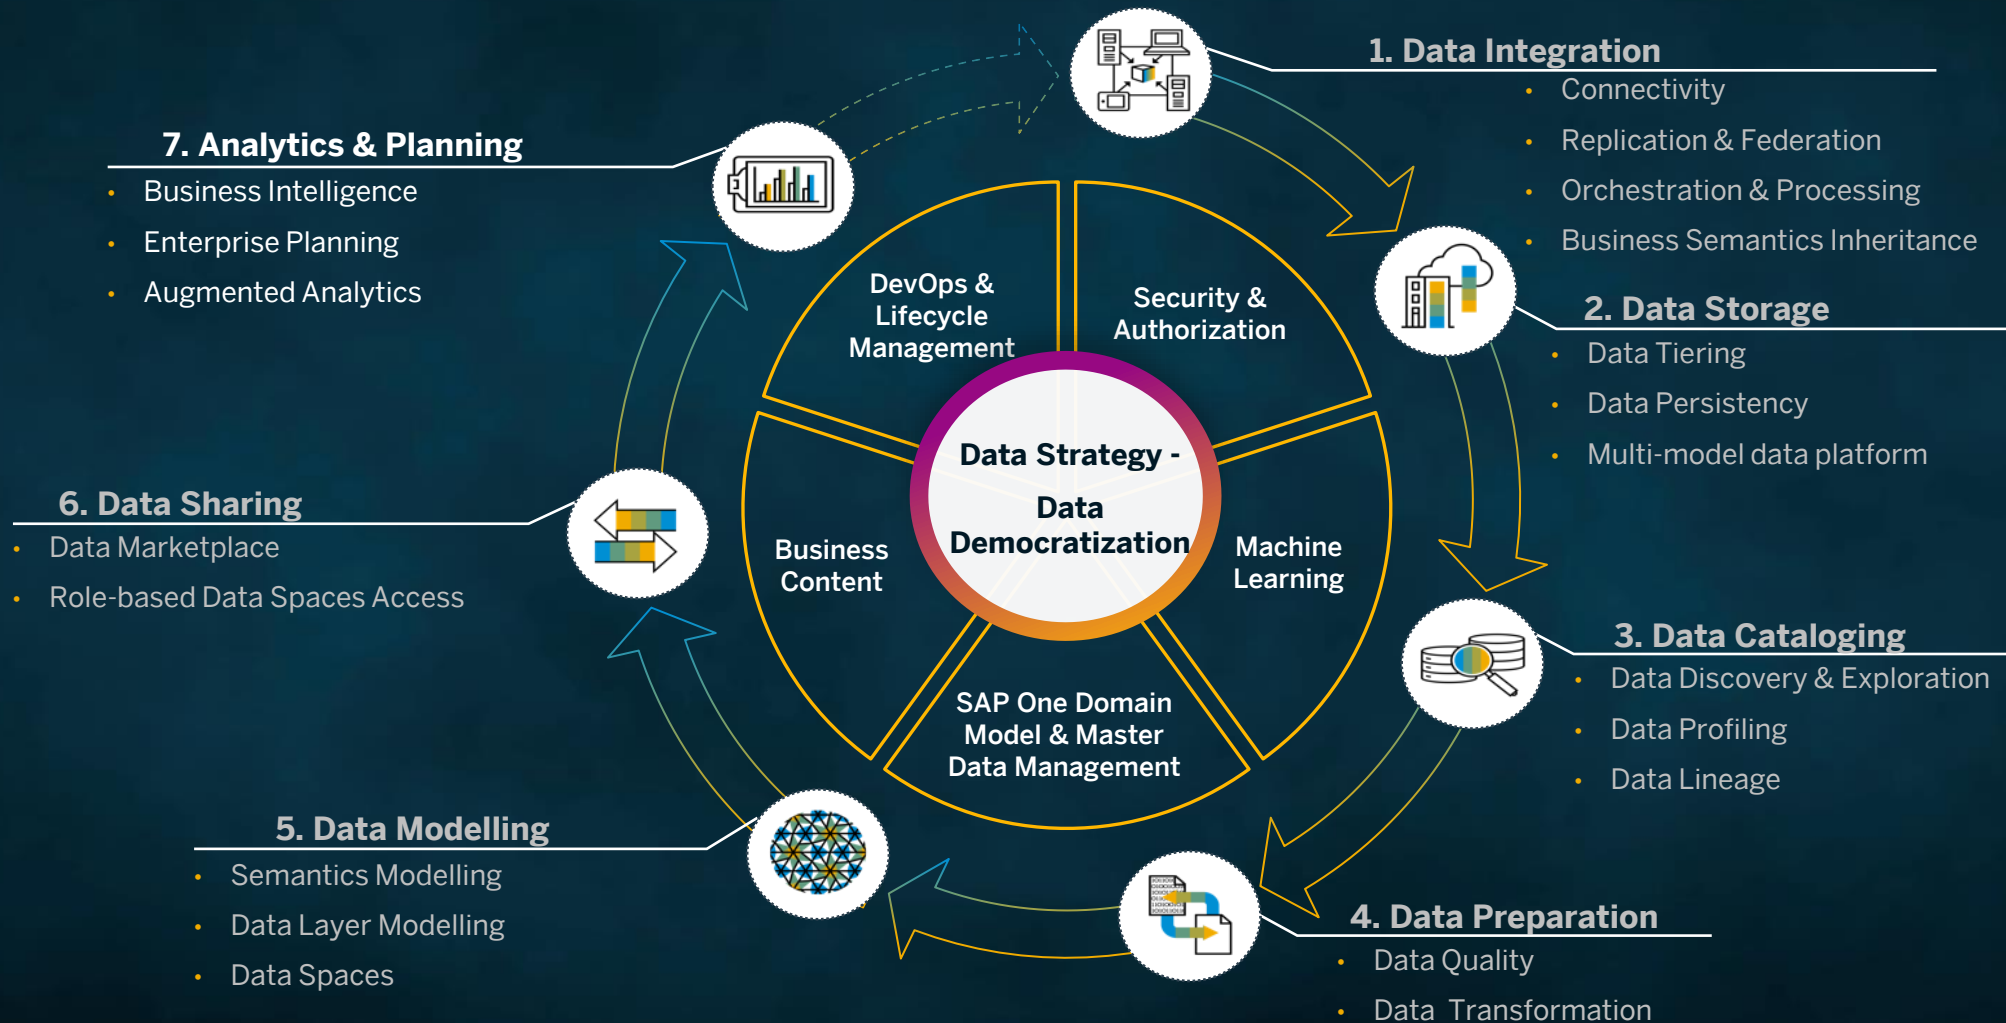 1. Data Integration
• Connectivity
• Replication & Federation
• Orchestration & Processing
• Business Semantics Inheritance
2. Data Storage
• Data Tiering
• Data Persistency
• Multi-model data platform
3. Data Cataloging
• Data Discovery & Exploration
• Data Profiling
• Data Lineage
4. Data Preparation
• Data Quality
• Data Transformation
5. Data Modelling
• Semantics Modelling
• Data Layer Modelling
• Data Spaces
6. Data Sharing
• Data Marketplace
• Role-based Data Spaces Access
7. Analytics & Planning
• Business Intelligence
• Enterprise Planning
• Augmented Analytics
DevOps &
Lifecycle
Management
Security &
Authorization
Machine
Learning
SAP One Domain
Model & Master
Data Management
Business
Content
Data Strategy -
Data
Democratization